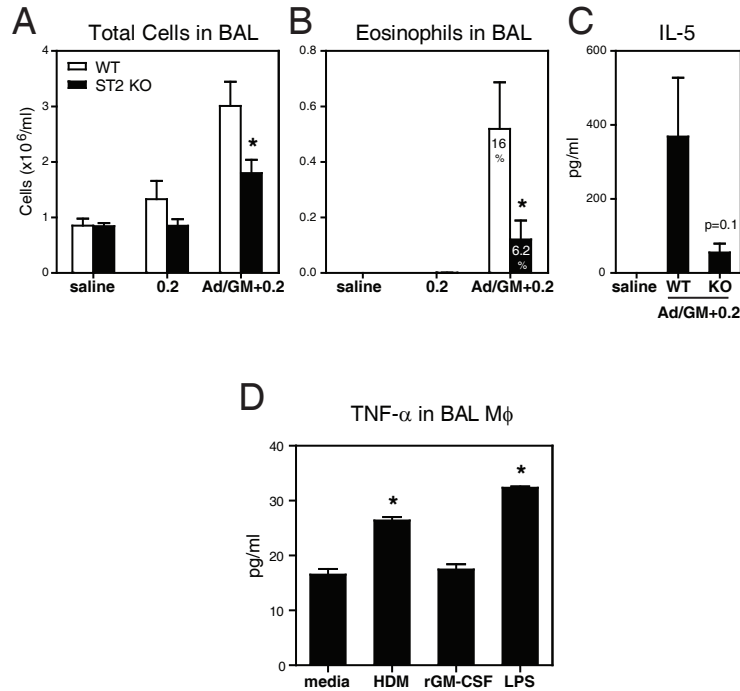 A
Total Cells in BAL
Cells (x10⁶/ml)
4
3
2
1
0
WT
ST2 KO
*
saline
0.2
Ad/GM+0.2
B
Eosinophils in BAL
0.8
0.6
0.4
0.2
0.0
16
%
*
6.2
%
saline
0.2
Ad/GM+0.2
C
IL-5
pg/ml
600
400
200
0
p=0.1
saline WT KO
Ad/GM+0.2
D
TNF-α in BAL Mϕ
pg/ml
40
30
20
10
0
*
*
media
HDM
rGM-CSF
LPS